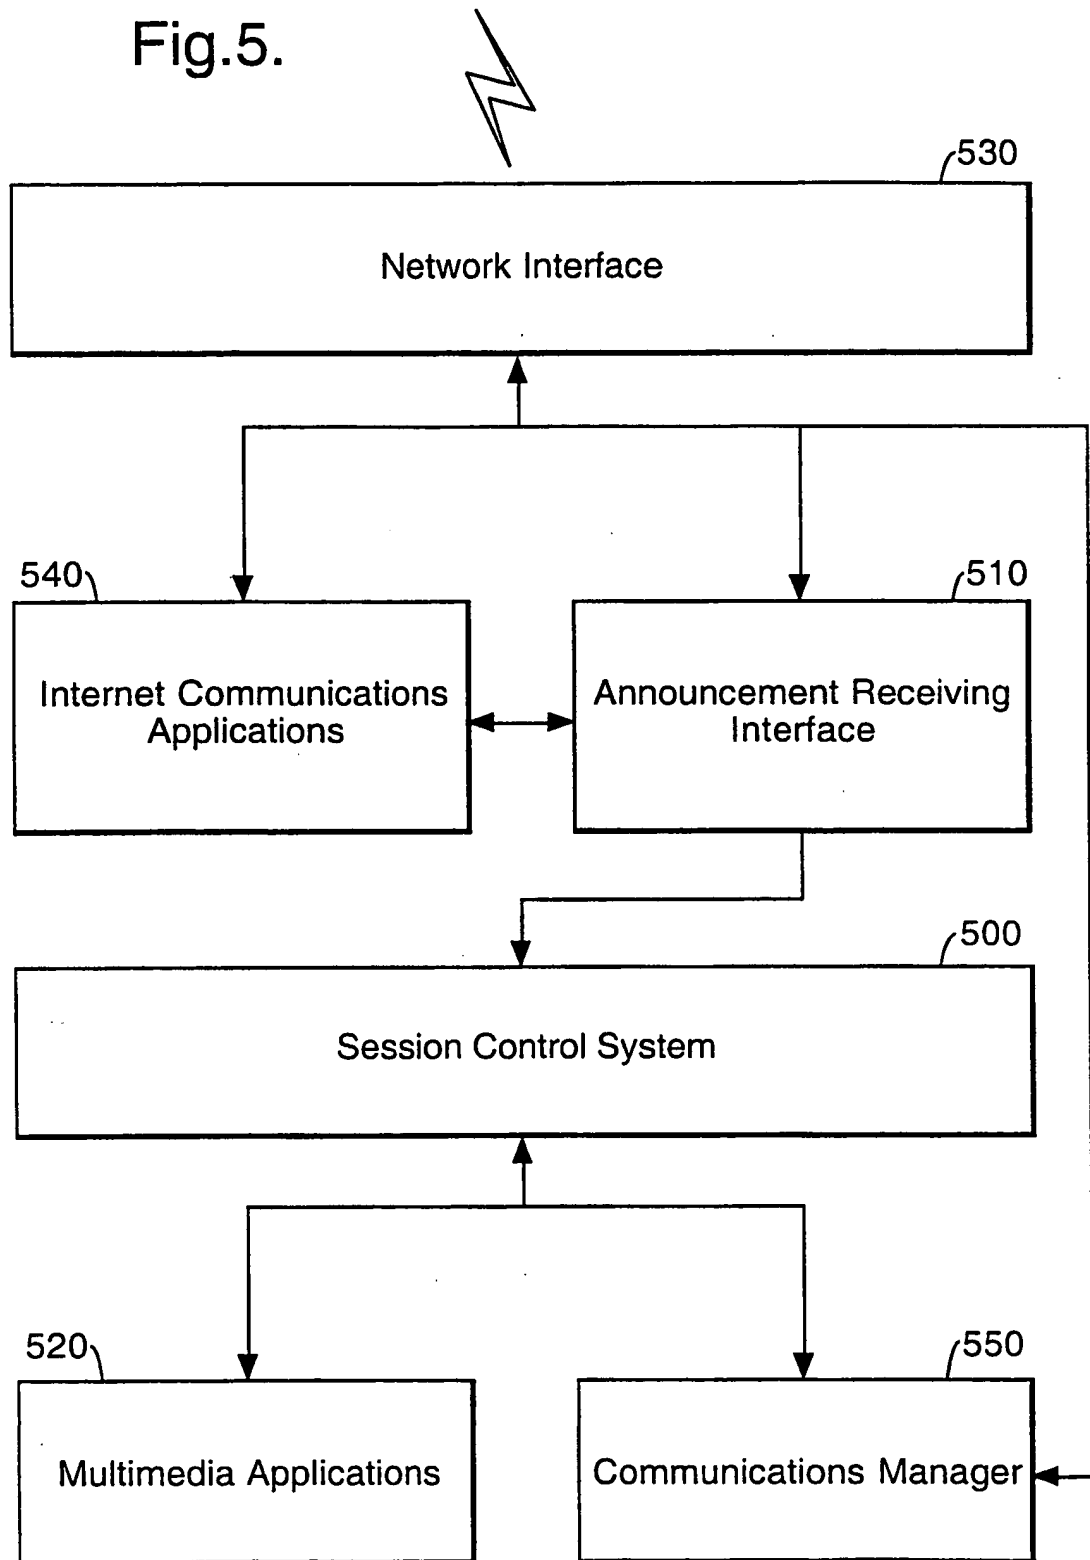 Fig.5.
530
Network Interface
540
510
Internet Communications
Applications
Announcement Receiving
Interface
500
Session Control System
520
550
Multimedia Applications
Communications Manager